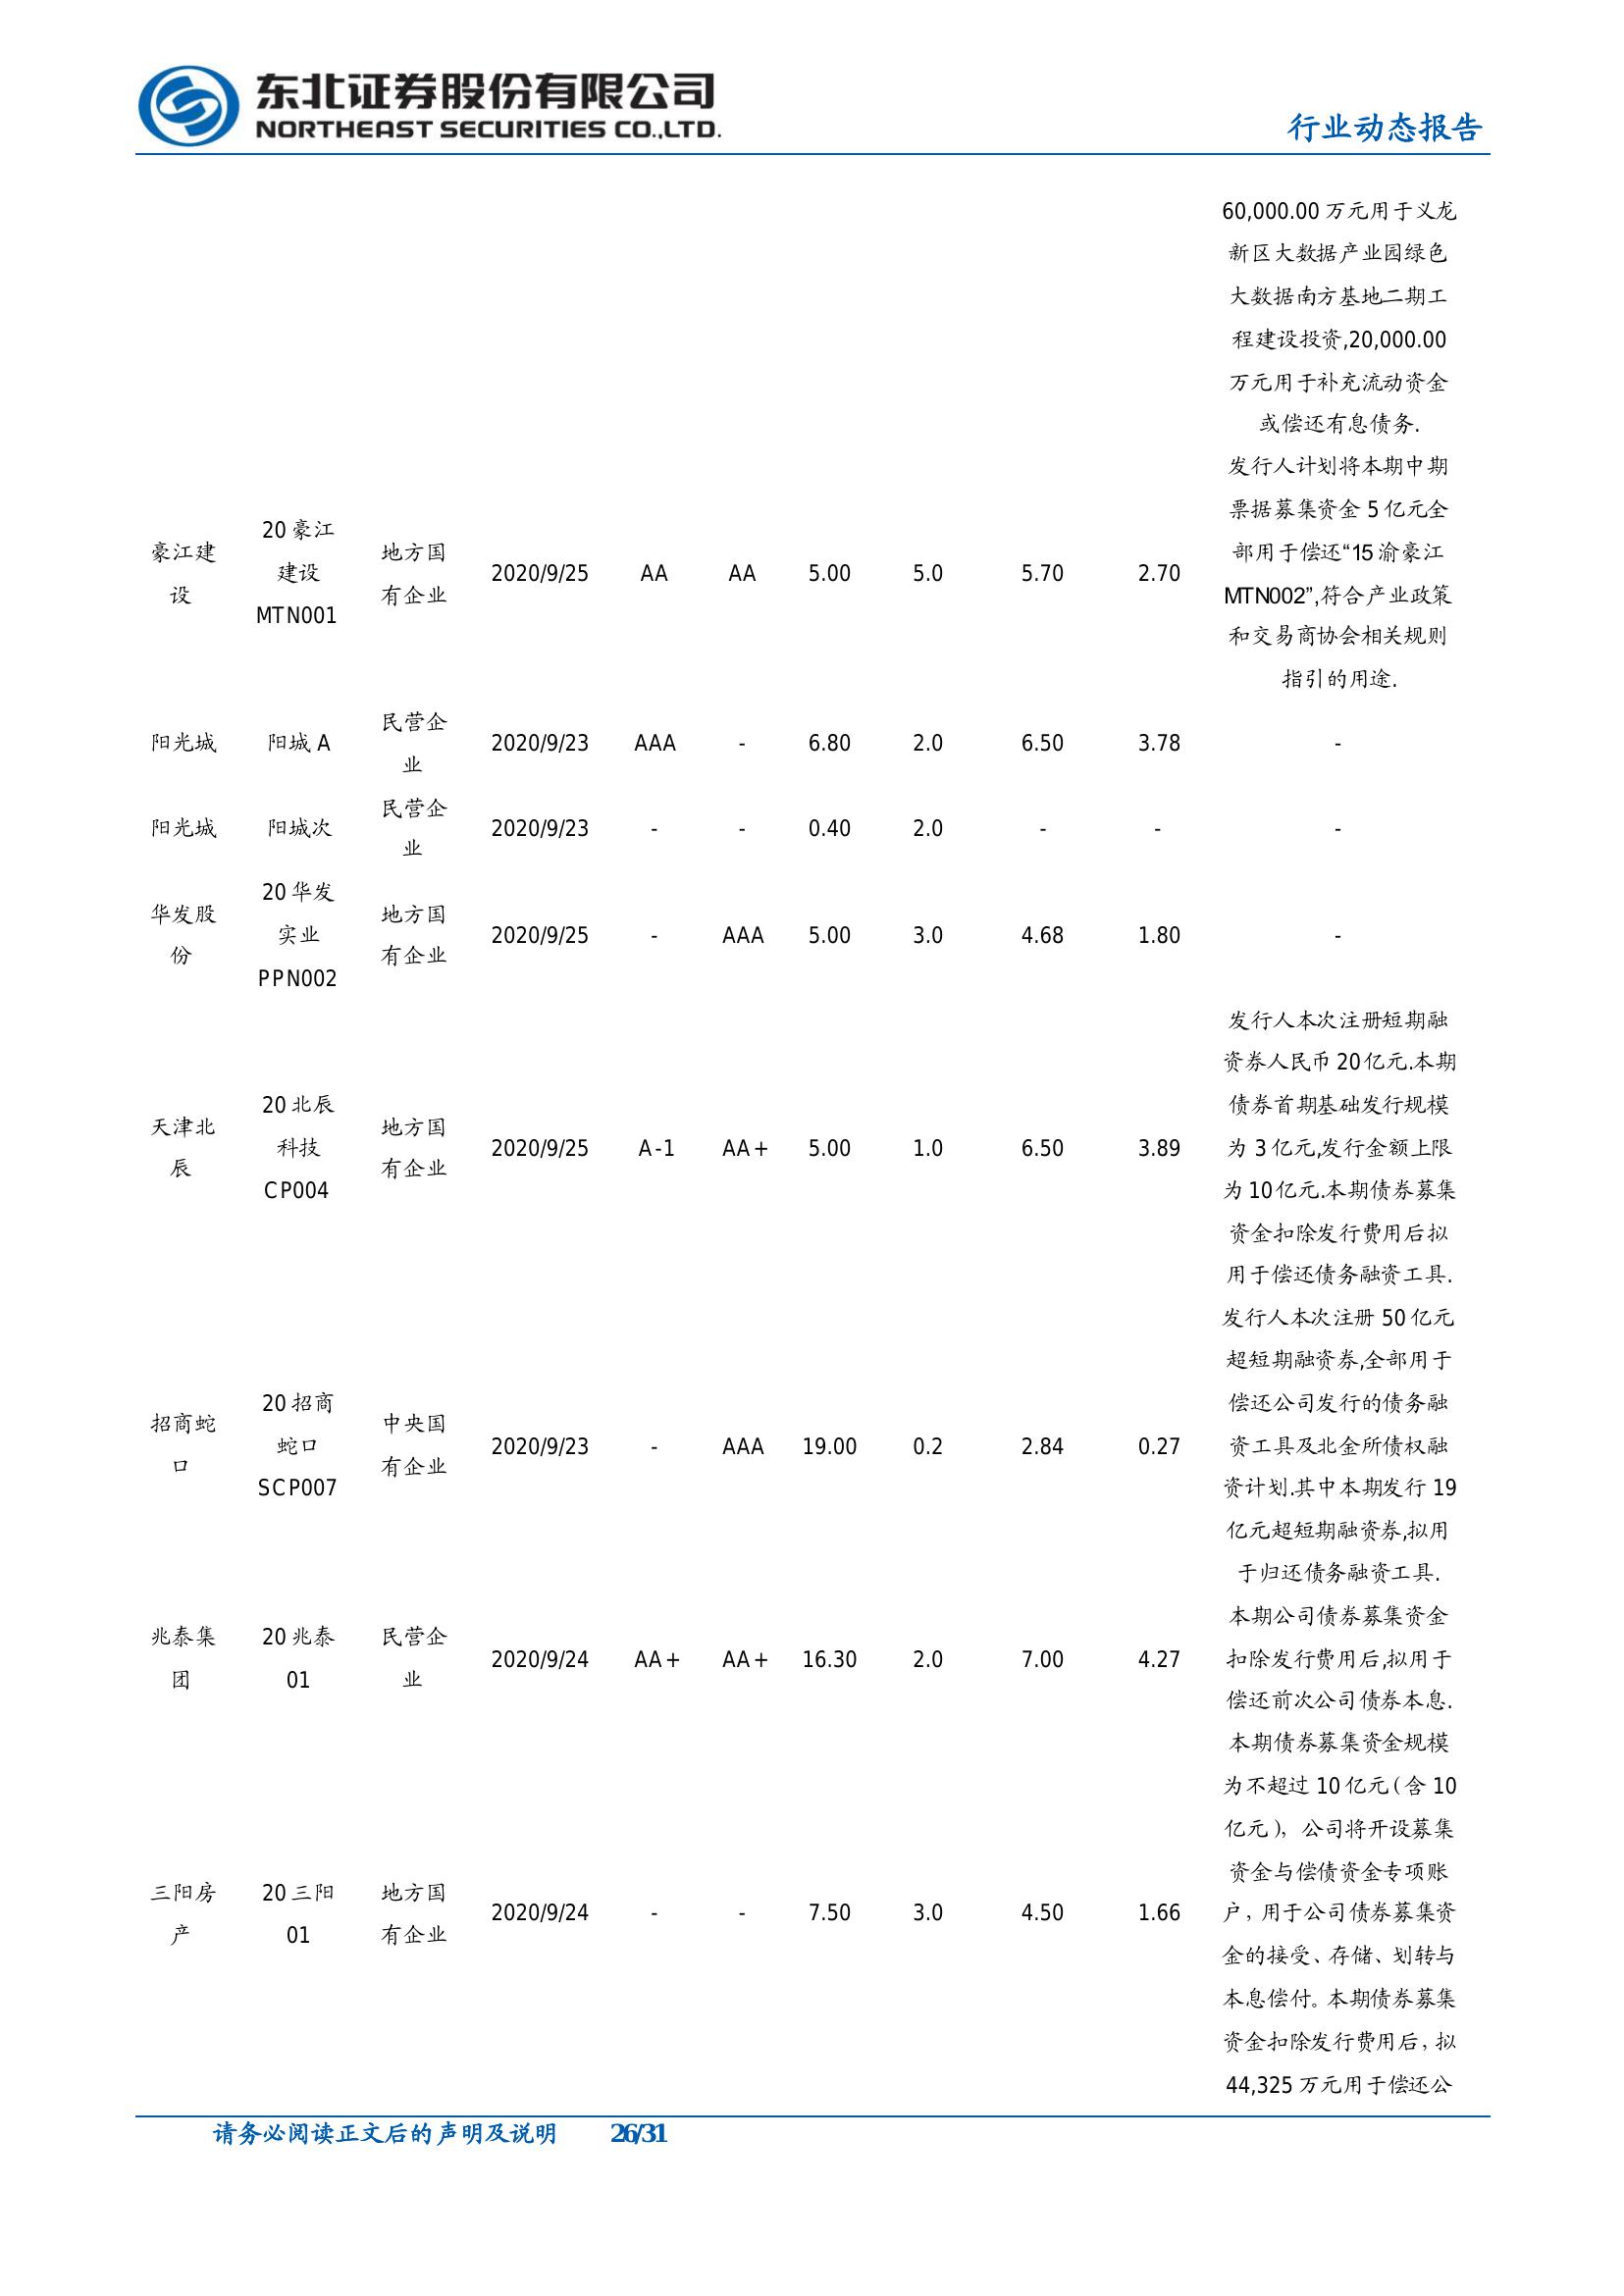 东北证券股份有限公司
NORTHEAST SECURITIES CO.,LTD.
行业动态报告
60,000.00 万元用于义龙
新区大数据产业园绿色
大数据南方基地二期工
程建设投资,20,000.00
万元用于补充流动资金
或偿还有息债务.
豪江建
设
20 豪江
建设
MTN001
地方国
有企业
2020/9/25
AA
AA
5.00
5.0
5.70
2.70
发行人计划将本期中期
票据募集资金 5 亿元全
部用于偿还“15 渝豪江
MTN002”,符合产业政策
和交易商协会相关规则
指引的用途.
阳光城
阳城 A
民营企
业
2020/9/23
AAA
-
6.80
2.0
6.50
3.78
-
阳光城
阳城次
民营企
业
2020/9/23
-
-
0.40
2.0
-
-
-
华发股
份
20 华发
实业
PPN002
地方国
有企业
2020/9/25
-
AAA
5.00
3.0
4.68
1.80
-
天津北
辰
20 北辰
科技
CP004
地方国
有企业
2020/9/25
A-1
AA+
5.00
1.0
6.50
3.89
发行人本次注册短期融
资券人民币 20 亿元.本期
债券首期基础发行规模
为 3 亿元,发行金额上限
为 10 亿元.本期债券募集
资金扣除发行费用后拟
用于偿还债务融资工具.
招商蛇
口
20 招商
蛇口
SCP007
中央国
有企业
2020/9/23
-
AAA
19.00
0.2
2.84
0.27
发行人本次注册 50 亿元
超短期融资券,全部用于
偿还公司发行的债务融
资工具及北金所债权融
资计划.其中本期发行 19
亿元超短期融资券,拟用
于归还债务融资工具.
兆泰集
团
20 兆泰
01
民营企
业
2020/9/24
AA+
AA+
16.30
2.0
7.00
4.27
本期公司债券募集资金
扣除发行费用后,拟用于
偿还前次公司债券本息.
三阳房
产
20 三阳
01
地方国
有企业
2020/9/24
-
-
7.50
3.0
4.50
1.66
本期债券募集资金规模
为不超过 10 亿元（含 10
亿元），公司将开设募集
资金与偿债资金专项账
户，用于公司债券募集资
金的接受、存储、划转与
本息偿付。本期债券募集
资金扣除发行费用后，拟
44,325 万元用于偿还公
请务必阅读正文后的声明及说明
26/31